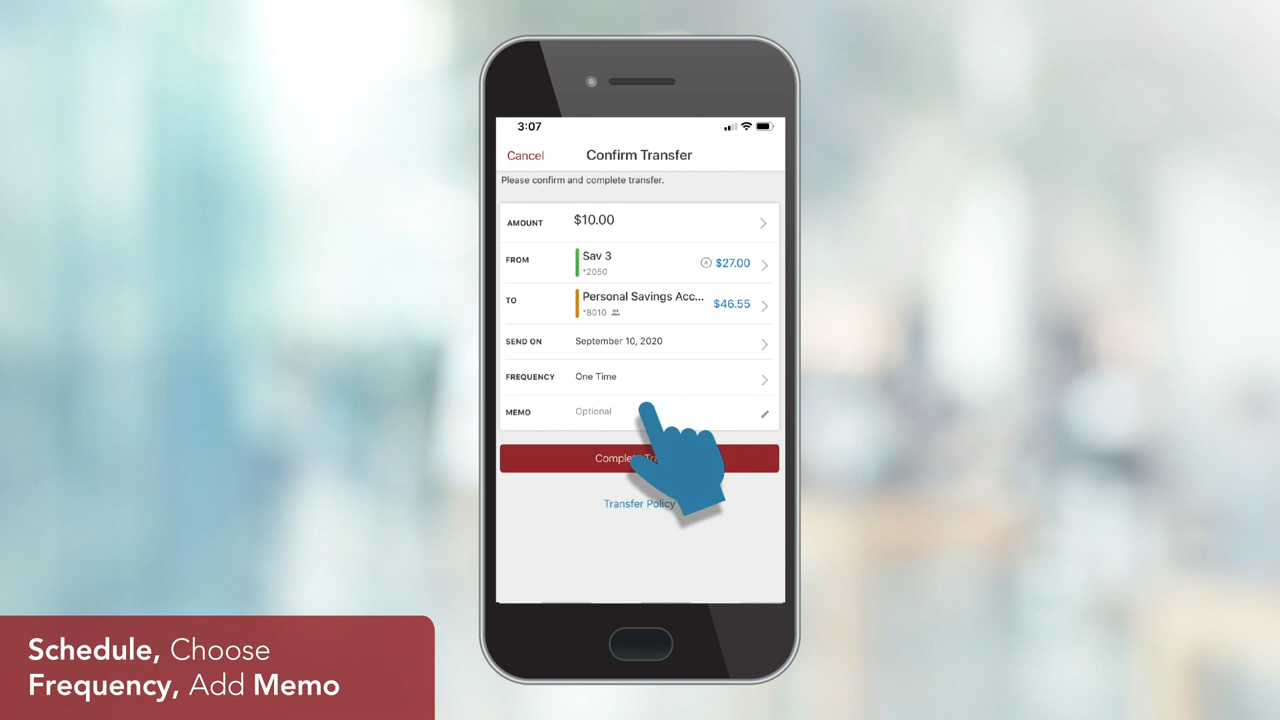 3:07
Cancel
Confirm Transfer
Please confirm and complete transfer.
AMOUNT $10.00
FROM Sav 3 $27.00
*2050
TO Personal Savings Acc... $46.55
*8010
SEND ON September 10, 2020
FREQUENCY One Time
MEMO Optional
Transfer Policy
Schedule, Choose
Frequency, Add Memo